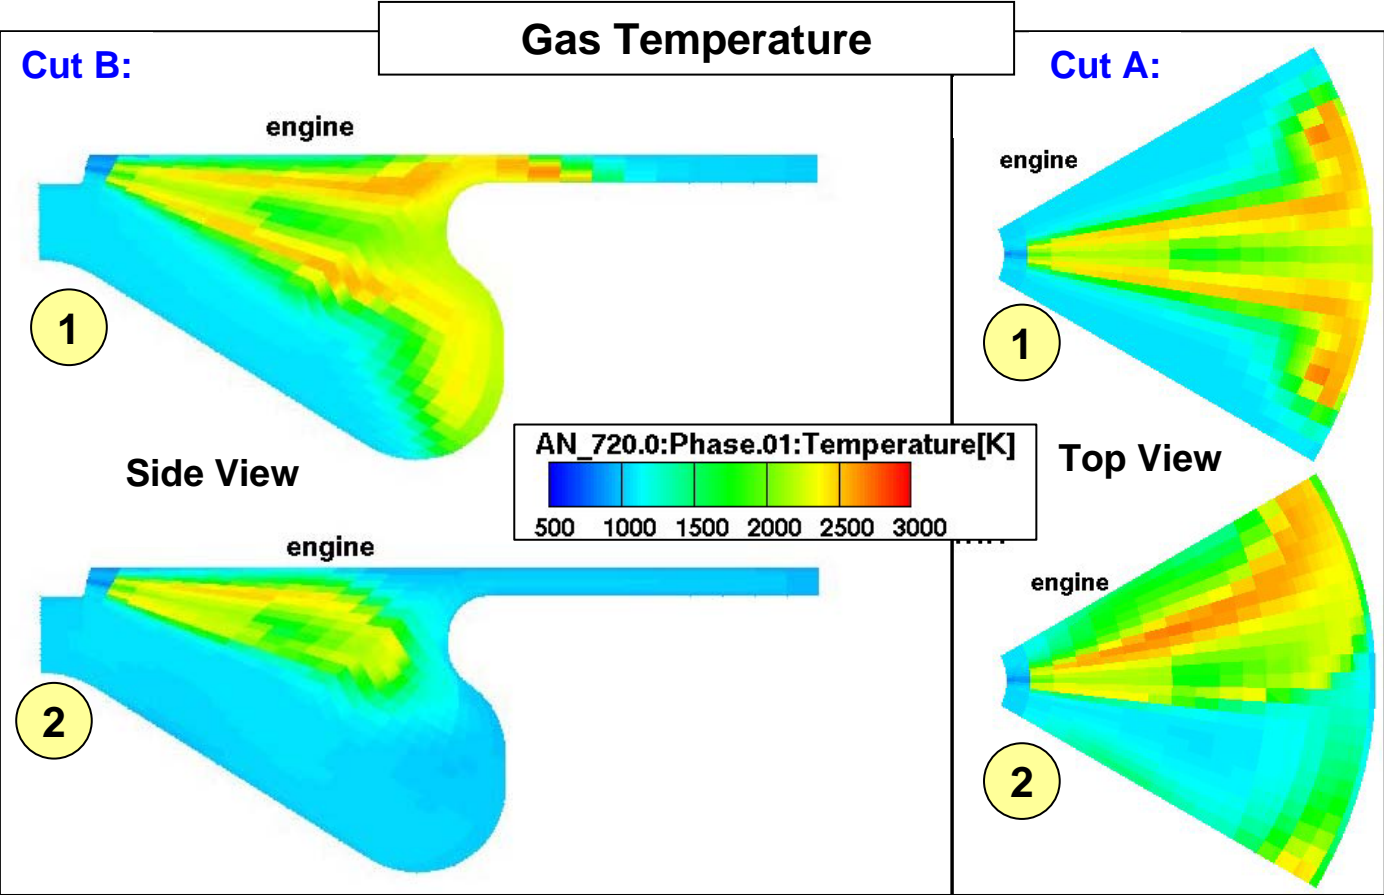 Gas Temperature
Cut B:
Cut A:
engine
engine
1
1
AN_720.0:Phase.01:Temperature[K]
500 1000 1500 2000 2500 3000
Side View
Top View
engine
engine
2
2